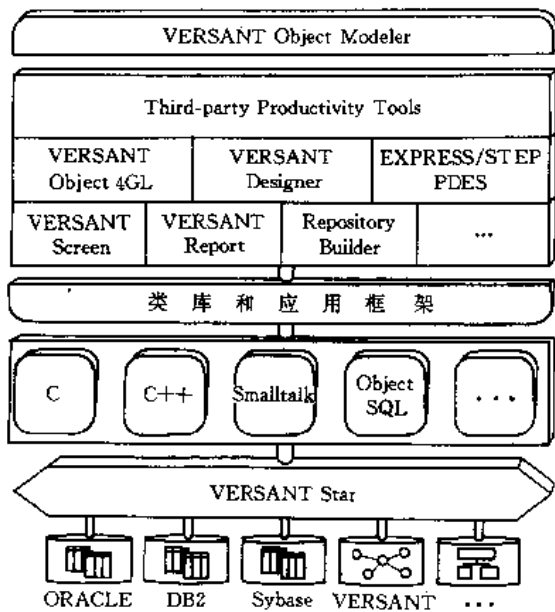 VERSANT Object Modeler
Third-party Productivity Tools
VERSANT
Object 4GL
VERSANT
Designer
EXPRESS/STEP
PDES
VERSANT
Screen
VERSANT
Report
Repository
Builder
...
类库和应用框架
C
C++
Smalltalk
Object
SQL
...
VERSANT Star
ORACLE
DB2
Sybase
VERSANT
...